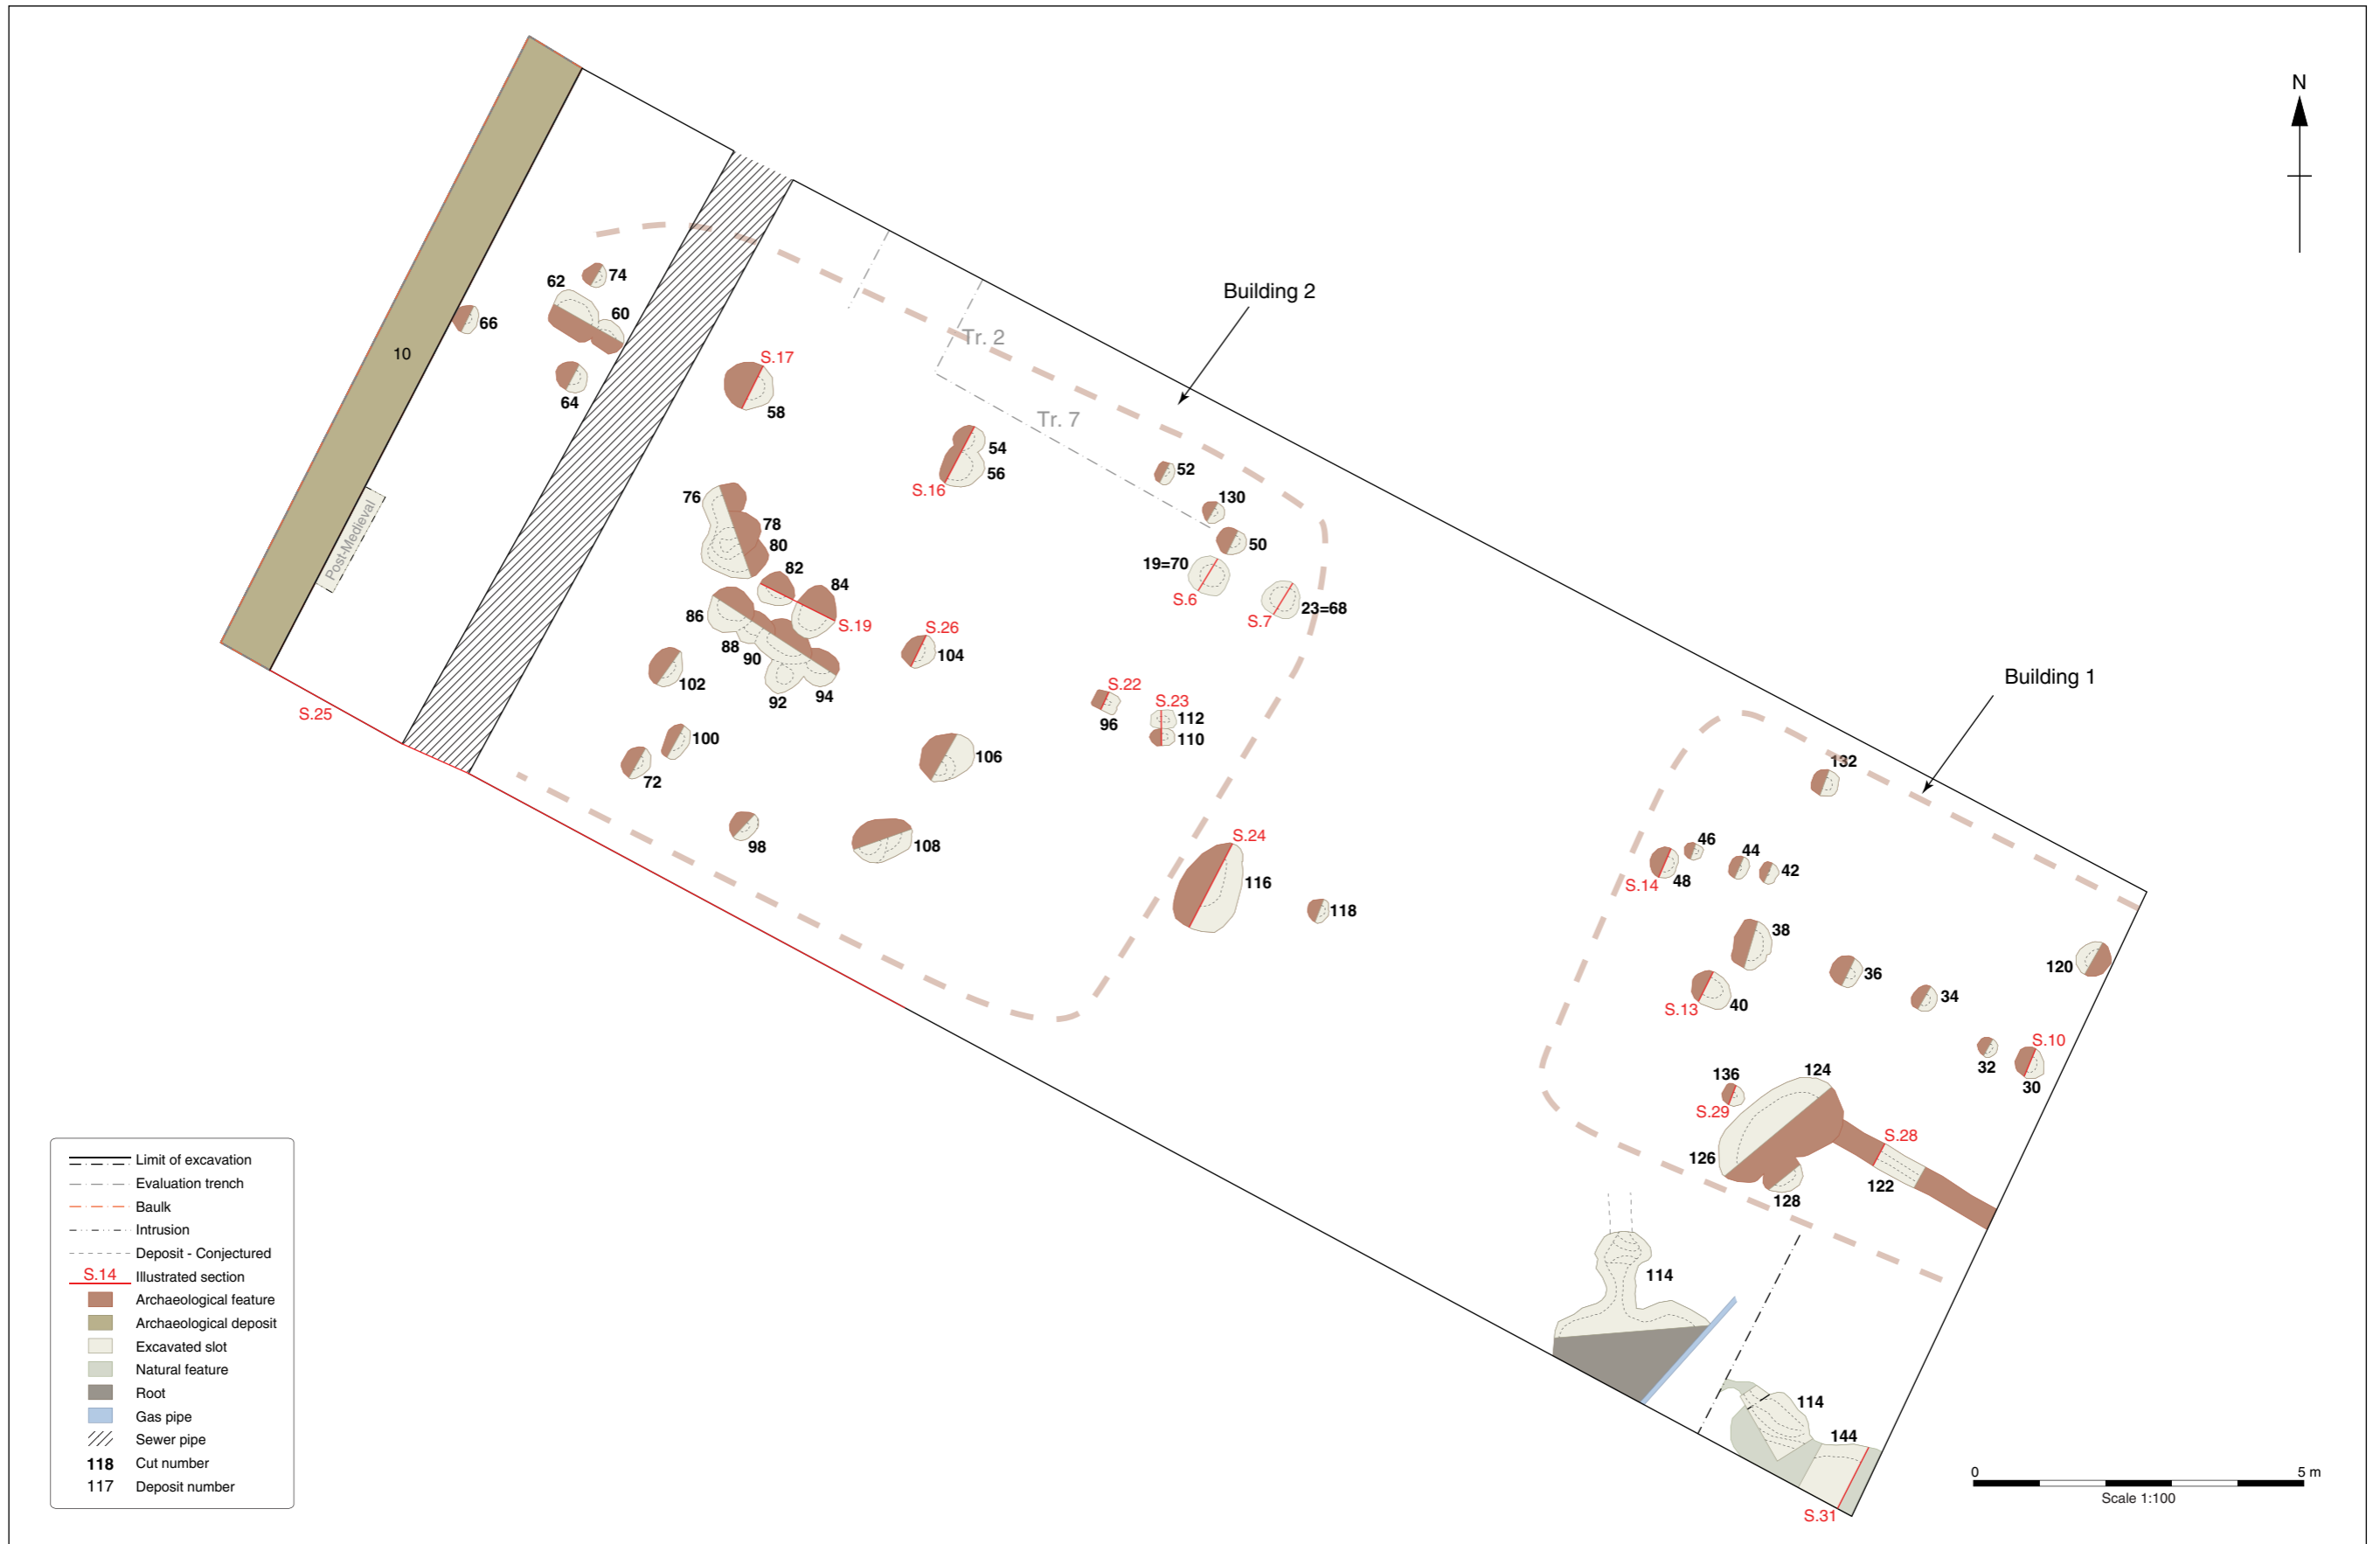 N
Building 2
74
62
60
66
10
64
S.17
58
Tr. 2
Tr. 7
54
56
S.16
52
130
50
19=70
S.6
23=68
S.7
Post-Medieval
76
78
80
82
84
86
S.19
88
90
92
94
S.26
104
102
S.22
96
S.23
112
110
100
72
106
98
108
S.25
S.24
116
118
Building 1
132
46
44
42
S.14
48
38
36
34
120
S.13
40
S.10
32
30
136
S.29
124
126
128
S.28
122
114
114
144
S.31
Limit of excavation
Evaluation trench
Baulk
Intrusion
Deposit - Conjectured
S.14 Illustrated section
Archaeological feature
Archaeological deposit
Excavated slot
Natural feature
Root
Gas pipe
Sewer pipe
118 Cut number
117 Deposit number
0 5 m
Scale 1:100